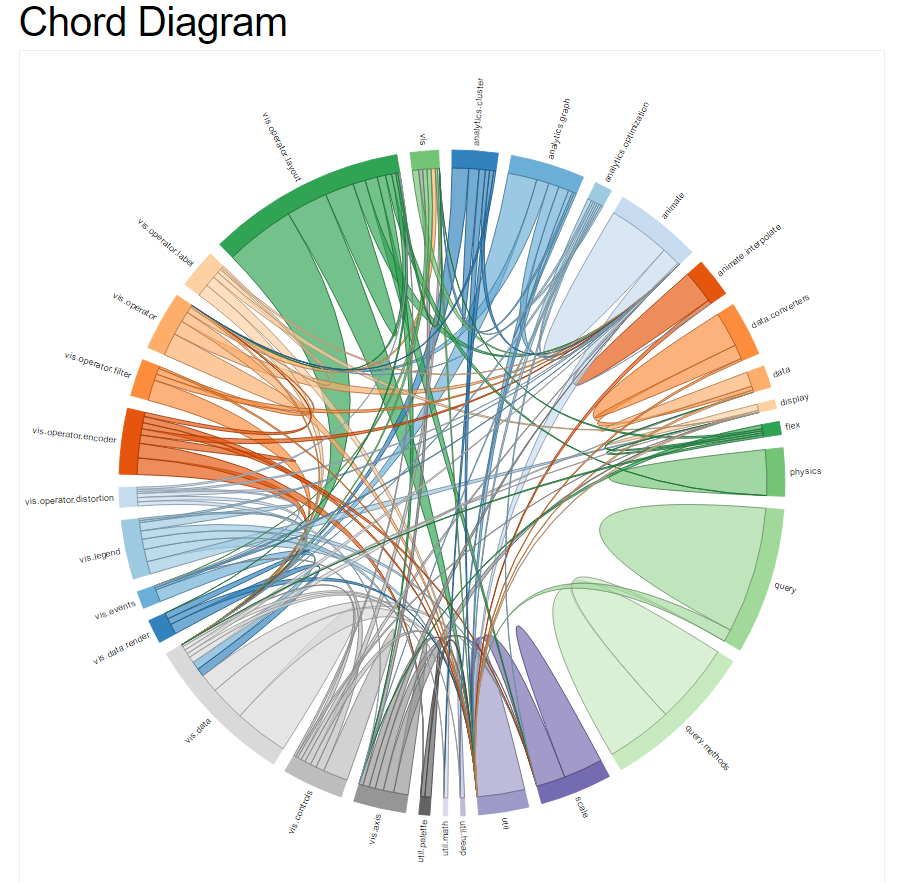 Chord Diagram
vis
analytics.cluster
analytics.graph
analytics.optimization
animate
animate.interpolate
data.converters
data
display
flex
physics
query
query.methods
scale
util
util.heap
util.math
util.palette
vis.axis
vis.controls
vis.data
vis.data.render
vis.events
vis.legend
vis.operator.distortion
vis.operator.encoder
vis.operator.filter
vis.operator
vis.operator.label
vis.operator.layout